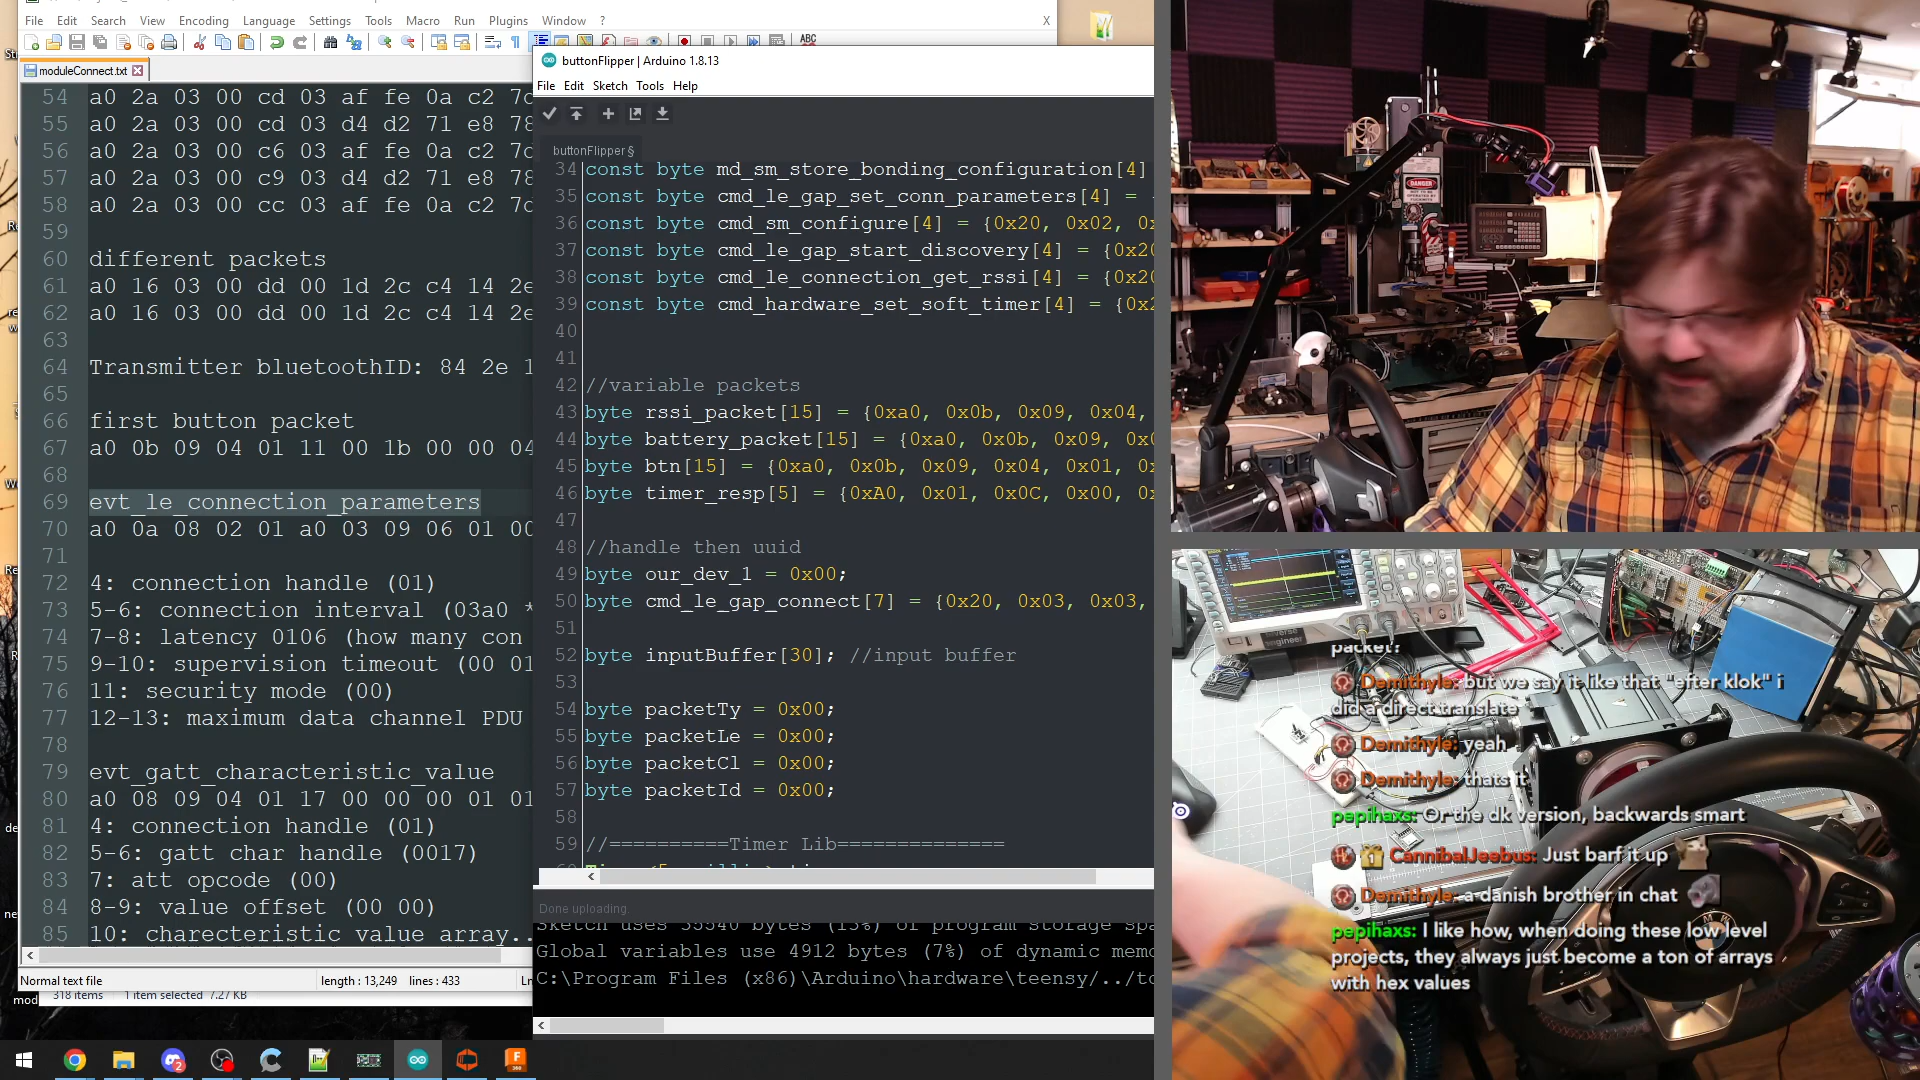 File Edit Search View Encoding Language Settings Tools Macro Run Plugins Window ? X
moduleConnect.txt
54 a0 2a 03 00 cd 03 af fe 0a c2
55 a0 2a 03 00 cd 03 d4 d2 71 e8 78
56 a0 2a 03 00 c6 03 af fe 0a c2
57 a0 2a 03 00 c9 03 d4 d2 71 e8 78
58 a0 2a 03 00 cc 03 af fe 0a c2
59
60 different packets
61 a0 16 03 00 dd 00 1d 2c c4 14 2e
62 a0 16 03 00 dd 00 1d 2c c4 14 2e
63
64 Transmitter bluetoothID: 84 2e 1
65
66 first button packet
67 a0 0b 09 04 01 11 00 1b 00 00 04
68
69 evt_le_connection_parameters
70 a0 0a 08 02 01 a0 03 09 06 01 00
71
72 4: connection handle (01)
73 5-6: connection interval (03a0 *
74 7-8: latency 0106 (how many con
75 9-10: supervision timeout (00 01
76 11: security mode (00)
77 12-13: maximum data channel PDU
78
79 evt_gatt_characteristic_value
80 a0 08 09 04 01 17 00 00 00 01 01
81 4: connection handle (01)
82 5-6: gatt char handle (0017)
83 7: att opcode (00)
84 8-9: value offset (00 00)
85 10: charecteristic value array..
Normal text file length : 13,249 lines : 433 Ln
318 items 1 item selected 7.27 KB
buttonFlipper | Arduino 1.8.13
File Edit Sketch Tools Help
buttonFlipper §
34 const byte md_sm_store_bonding_configuration[4]
35 const byte cmd_le_gap_set_conn_parameters[4] =
36 const byte cmd_sm_configure[4] = {0x20, 0x02, 0x
37 const byte cmd_le_gap_start_discovery[4] = {0x20
38 const byte cmd_le_connection_get_rssi[4] = {0x20
39 const byte cmd_hardware_set_soft_timer[4] = {0x2
40
41
42 //variable packets
43 byte rssi_packet[15] = {0xa0, 0x0b, 0x09, 0x04,
44 byte battery_packet[15] = {0xa0, 0x0b, 0x09, 0x0
45 byte btn[15] = {0xa0, 0x0b, 0x09, 0x04, 0x01, 0x
46 byte timer_resp[5] = {0xA0, 0x01, 0x0C, 0x00, 0x
47
48 //handle then uuid
49 byte our_dev_1 = 0x00;
50 byte cmd_le_gap_connect[7] = {0x20, 0x03, 0x03,
51
52 byte inputBuffer[30]; //input buffer
53
54 byte packetTy = 0x00;
55 byte packetLe = 0x00;
56 byte packetCl = 0x00;
57 byte packetId = 0x00;
58
59 //==========Timer Lib==============
Done uploading.
Global variables use 4912 bytes (7%) of dynamic memo
C:\Program Files (x86)\Arduino\hardware\teensy/../to
DANGER
packet?
Demithyle: but we say it like that "efter klok" i
did a direct translate
Demithyle: yeah
Demithyle: thats it
pepihaxs: Or the dk version, backwards smart
CannibalJeebus: Just barf it up
Demithyle: a danish brother in chat
pepihaxs: I like how, when doing these low level
projects, they always just become a ton of arrays
with hex values